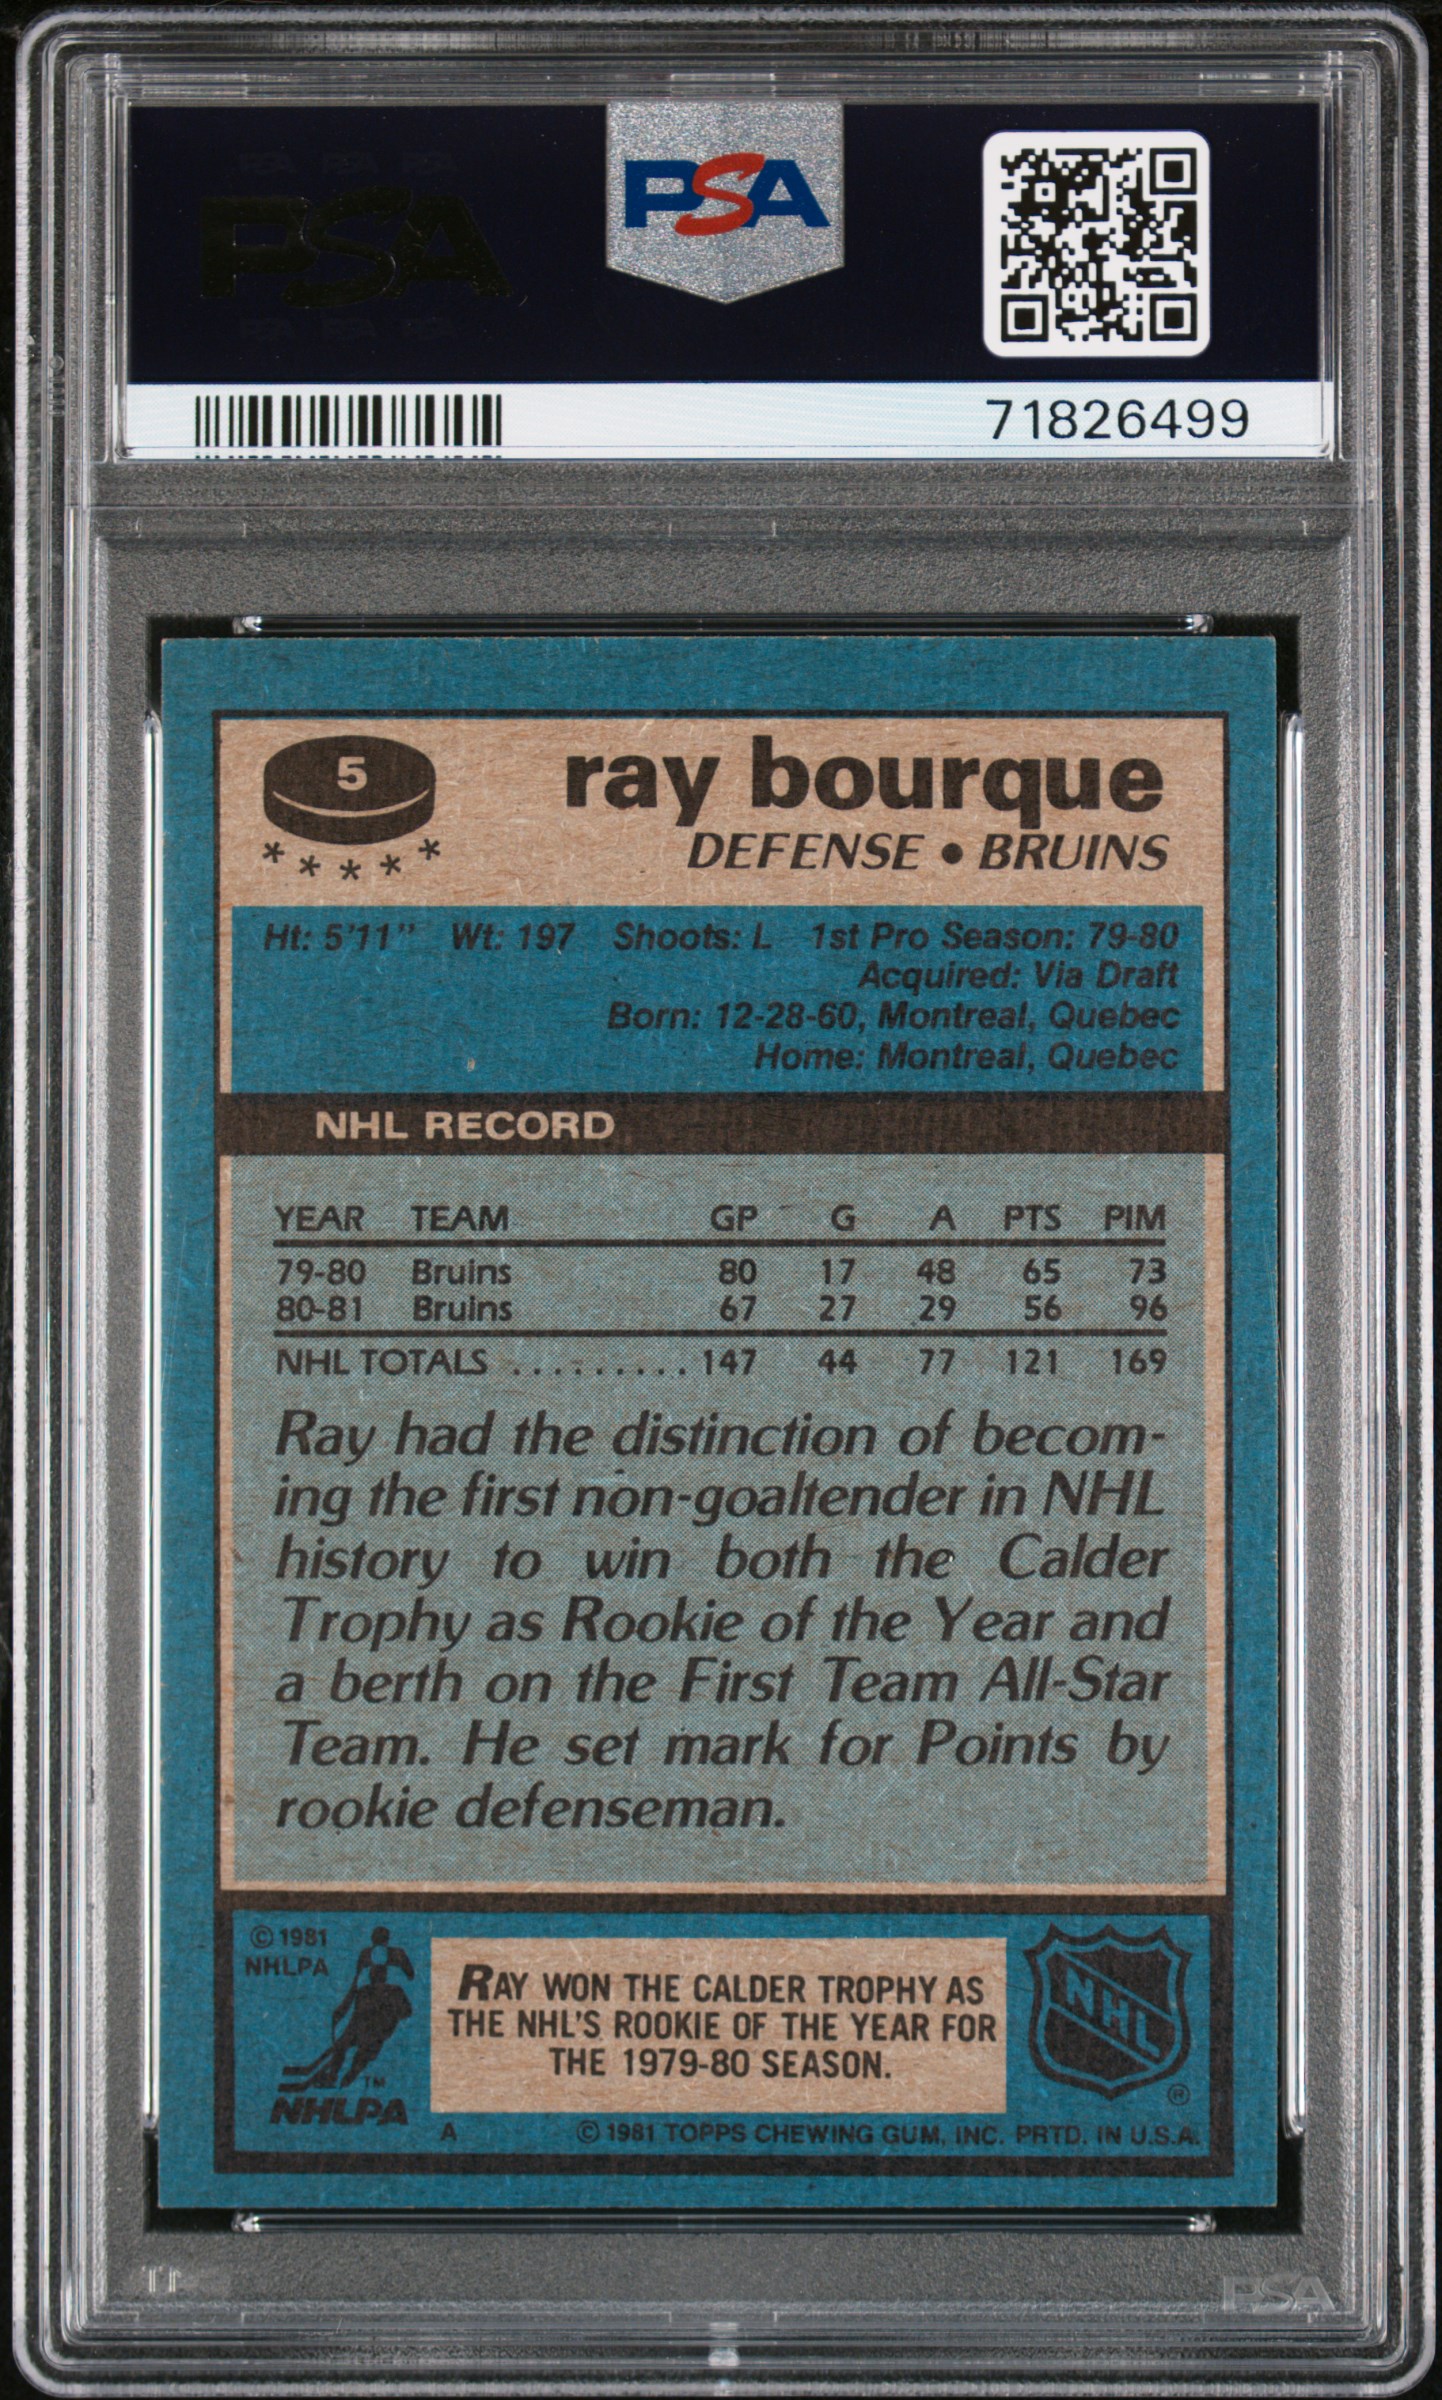 PSA
PSA
71826499
5
ray bourque
* * * * *
DEFENSE • BRUINS
Ht: 5'11" Wt: 197 Shoots: L 1st Pro Season: 79-80
Acquired: Via Draft
Born: 12-28-60, Montreal, Quebec
Home: Montreal, Quebec
NHL RECORD
YEAR TEAM GP G A PTS PIM
79-80 Bruins 80 17 48 65 73
80-81 Bruins 67 27 29 56 96
NHL TOTALS .......... 147 44 77 121 169
Ray had the distinction of becom-
ing the first non-goaltender in NHL
history to win both the Calder
Trophy as Rookie of the Year and
a berth on the First Team All-Star
Team. He set mark for Points by
rookie defenseman.
© 1981
NHLPA
RAY WON THE CALDER TROPHY AS
THE NHL'S ROOKIE OF THE YEAR FOR
THE 1979-80 SEASON.
TM
NHLPA
NHL
®
A © 1981 TOPPS CHEWING GUM, INC. PRTD. IN U.S.A.
PSA